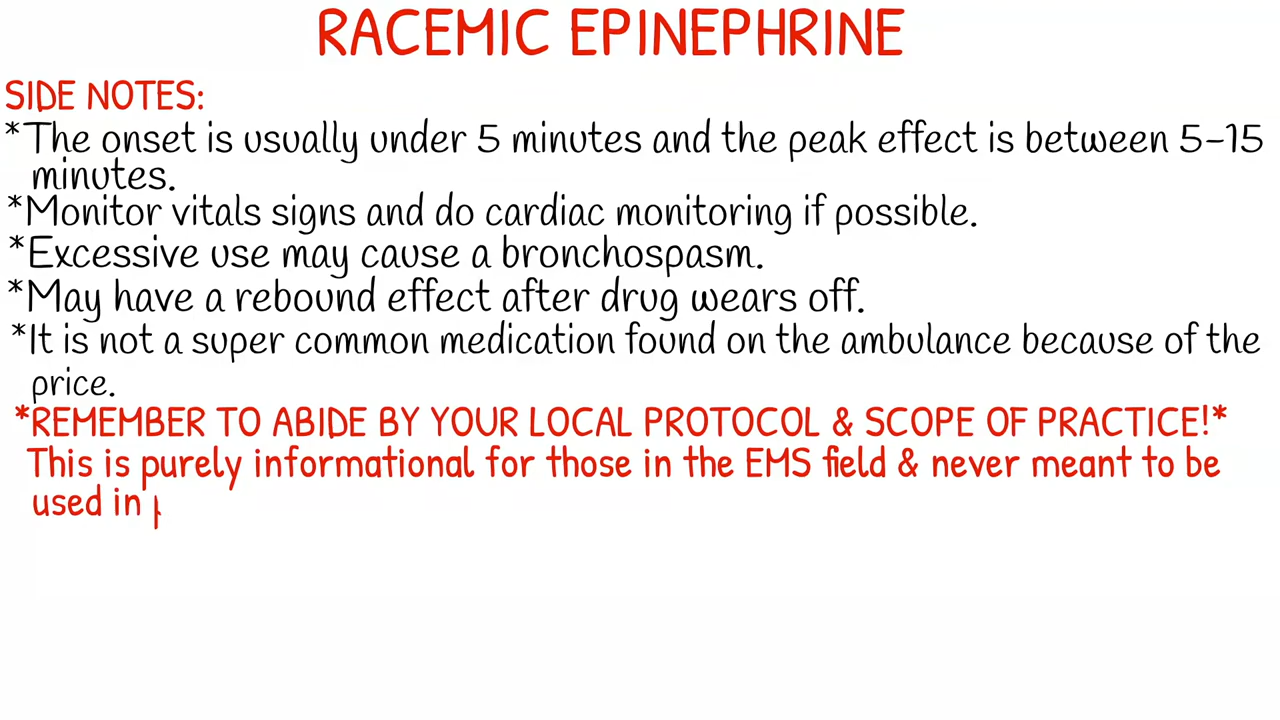 RACEMIC EPINEPHRINE
SIDE NOTES:
*The onset is usually under 5 minutes and the peak effect is between 5-15
minutes.
*Monitor vitals signs and do cardiac monitoring if possible.
*Excessive use may cause a bronchospasm.
*May have a rebound effect after drug wears off.
*It is not a super common medication found on the ambulance because of the
price.
*REMEMBER TO ABIDE BY YOUR LOCAL PROTOCOL & SCOPE OF PRACTICE!*
This is purely informational for those in the EMS field & never meant to be
used in